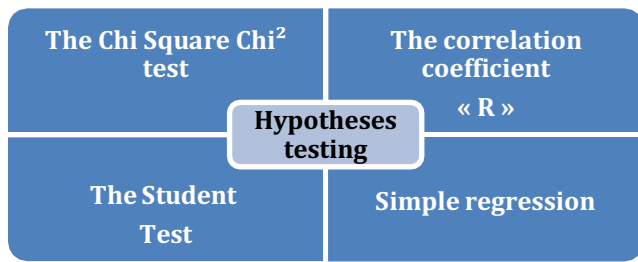 The Chi Square Chi²
test
The correlation
coefficient
« R »
Hypotheses
testing
The Student
Test
Simple regression